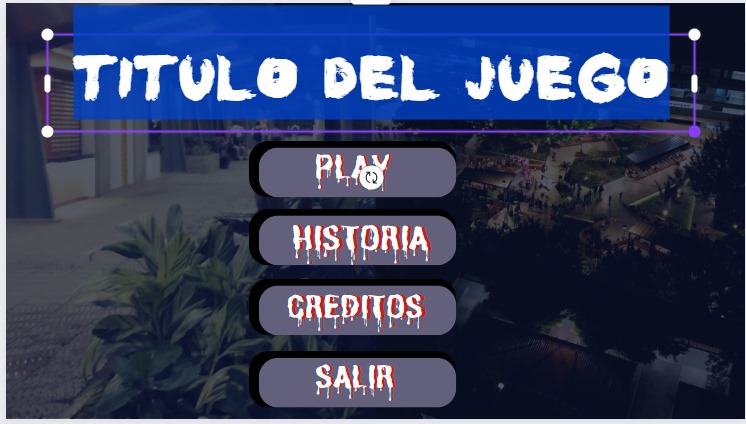 TITULO DEL JUEGO
PLAY
HISTORIA
CREDITOS
SALIR